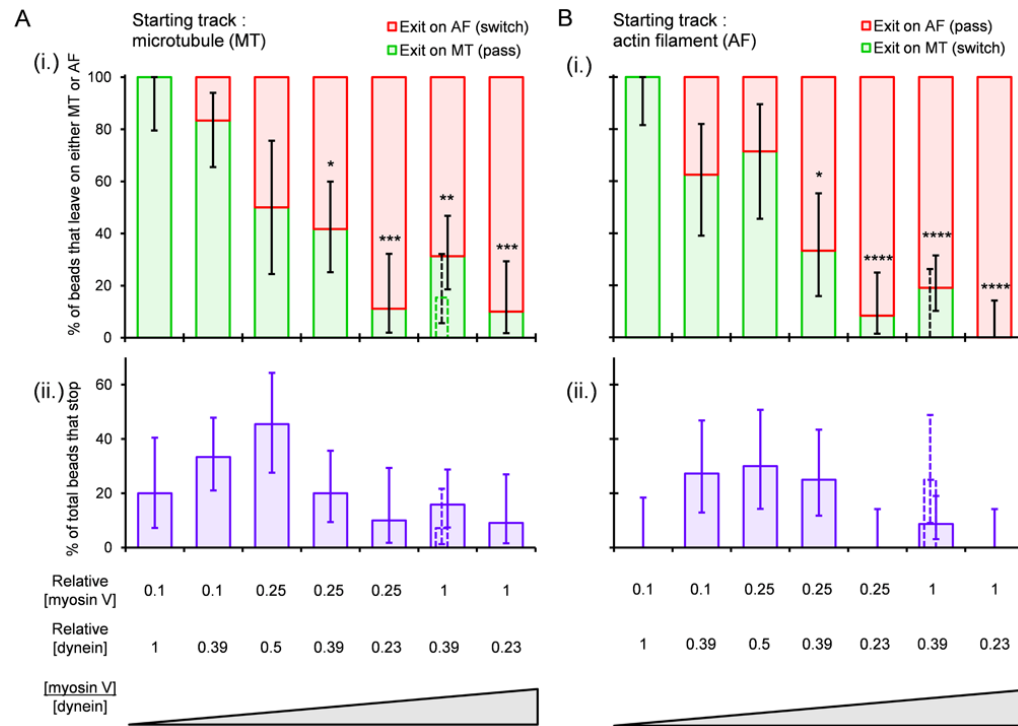 A
Starting track :
microtubule (MT)
Exit on AF (switch)
Exit on MT (pass)
B
Starting track :
actin filament (AF)
Exit on AF (pass)
Exit on MT (switch)
(i.)
% of beads that leave on either MT or AF
100
80
60
40
20
0
* *** ** ***
(i.)
* **** **** ****
(ii.)
% of total beads that stop
60
40
20
0
(ii.)
Relative
[myosin V]
0.1 0.1 0.25 0.25 0.25 1 1
0.1 0.1 0.25 0.25 0.25 1 1
Relative
[dynein]
1 0.39 0.5 0.39 0.23 0.39 0.23
1 0.39 0.5 0.39 0.23 0.39 0.23
[myosin V]
[dynein]